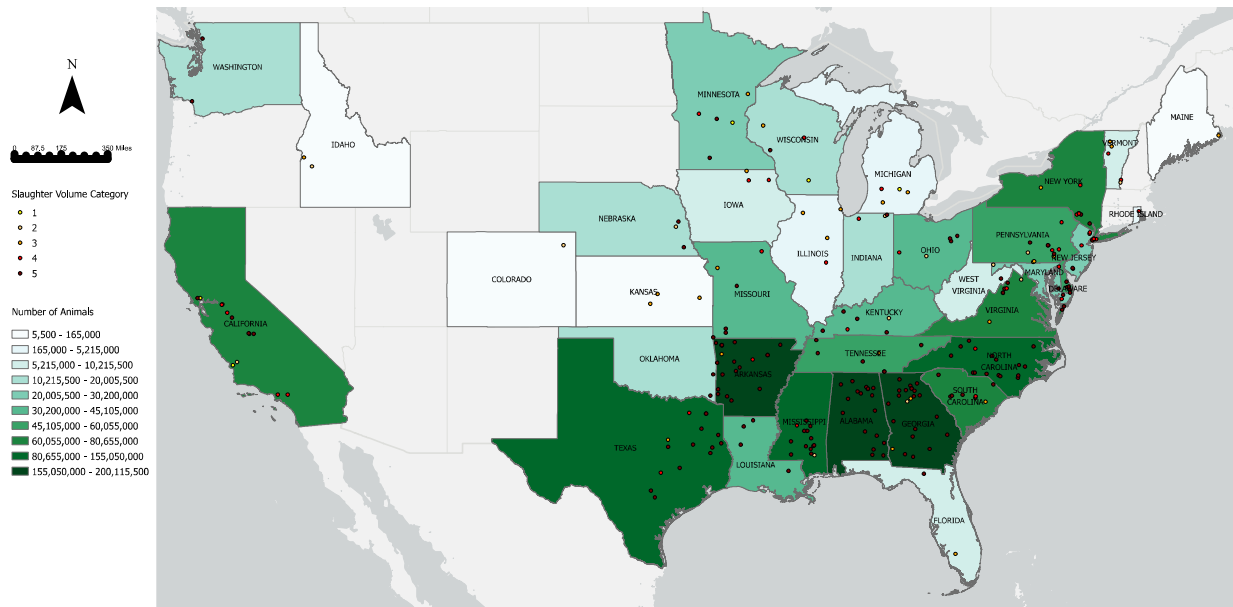 N
0 87.5 175 350 Miles
Slaughter Volume Category
1
2
3
4
5
Number of Animals
5,500 - 165,000
165,000 - 5,215,000
5,215,000 - 10,215,500
10,215,500 - 20,005,500
20,005,500 - 30,200,000
30,200,000 - 45,105,000
45,105,000 - 60,055,000
60,055,000 - 80,655,000
80,655,000 - 155,050,000
155,050,000 - 200,115,500
WASHINGTON
IDAHO
MINNESOTA
WISCONSIN
MICHIGAN
MAINE
VERMONT
NEW YORK
RHODE ISLAND
NEBRASKA
IOWA
PENNSYLVANIA
NEW JERSEY
OHIO
ILLINOIS
INDIANA
MARYLAND
DELAWARE
WEST
VIRGINIA
COLORADO
KANSAS
MISSOURI
CALIFORNIA
KENTUCKY
VIRGINIA
OKLAHOMA
TENNESSEE
NORTH
CAROLINA
ARKANSAS
SOUTH
CAROLINA
MISSISSIPPI
ALABAMA
GEORGIA
TEXAS
LOUISIANA
FLORIDA